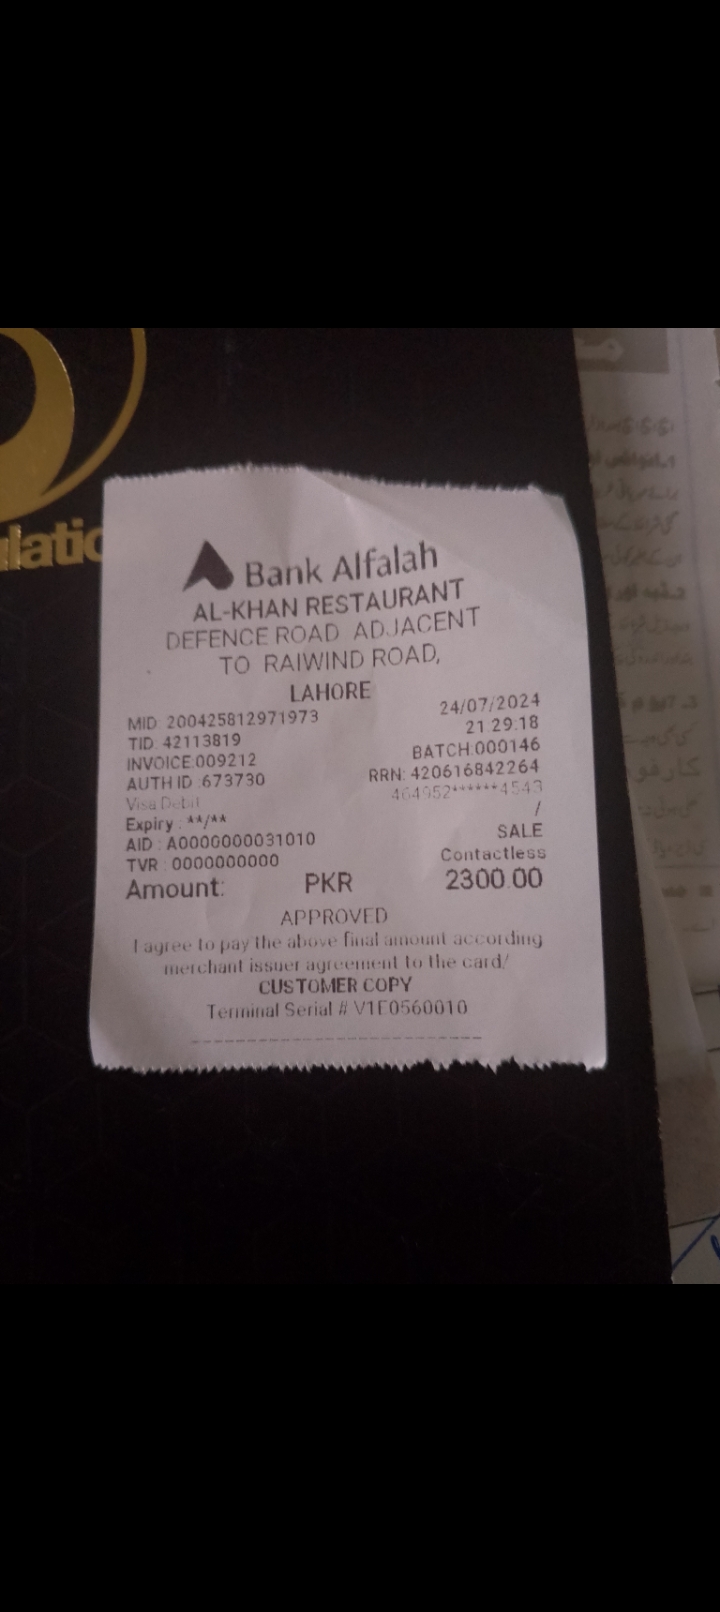 Bank Alfalah
AL-KHAN RESTAURANT
DEFENCE ROAD ADJACENT
TO RAIWIND ROAD,
LAHORE
MID: 200425812971973 24/07/2024
TID: 42113819 21:29:18
INVOICE:009212 BATCH:000146
AUTH ID :673730 RRN: 420616842264
Visa Debit 464952******4543
Expiry : **/** /
AID : A0000000031010 SALE
TVR : 0000000000 Contactless
Amount: PKR 2300.00
APPROVED
I agree to pay the above final amount according
merchant issuer agreement to the card/
CUSTOMER COPY
Terminal Serial # V1E0560010